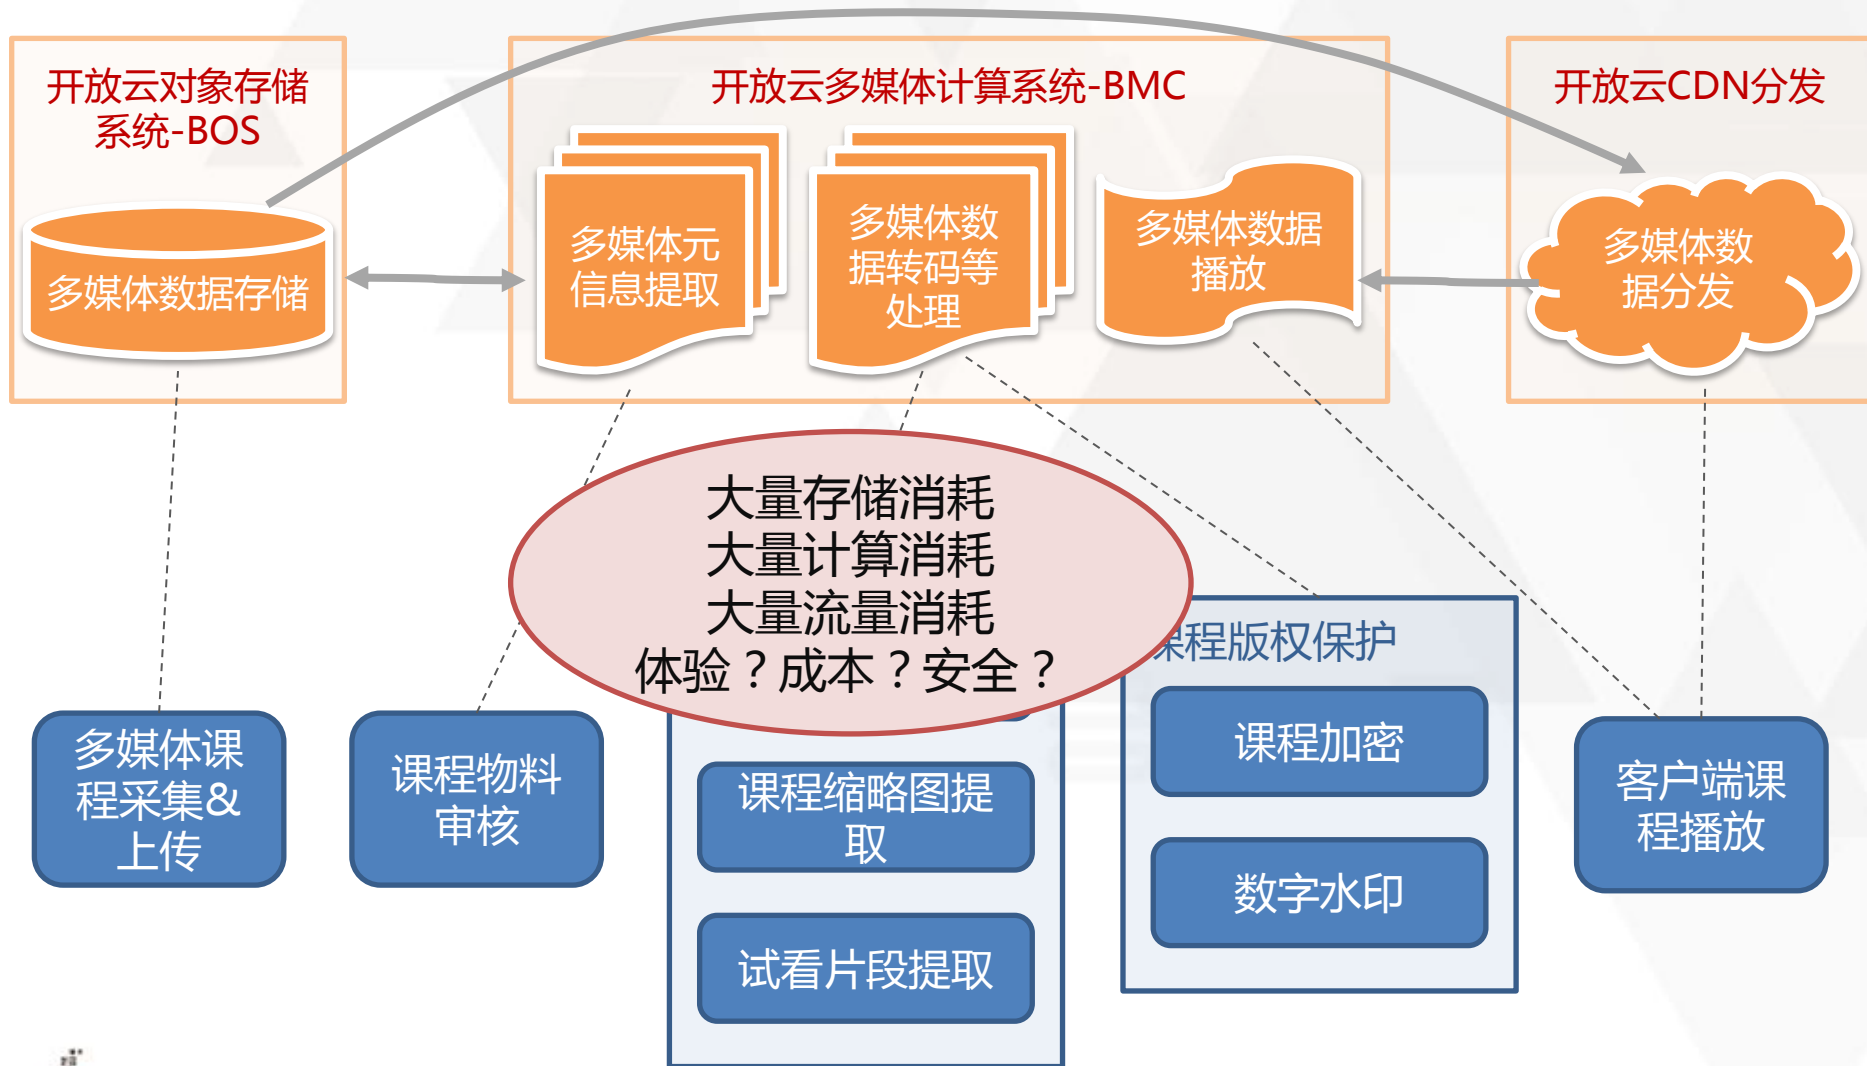 开放云对象存储
系统-BOS
开放云多媒体计算系统-BMC
开放云CDN分发
多媒体数据存储
多媒体元
信息提取
多媒体数
据转码等
处理
多媒体数据
播放
多媒体数
据分发
大量存储消耗
大量计算消耗
大量流量消耗
体验？成本？安全？
课程版权保护
多媒体课
程采集&
上传
课程物料
审核
课程缩略图提
取
试看片段提取
课程加密
数字水印
客户端课
程播放